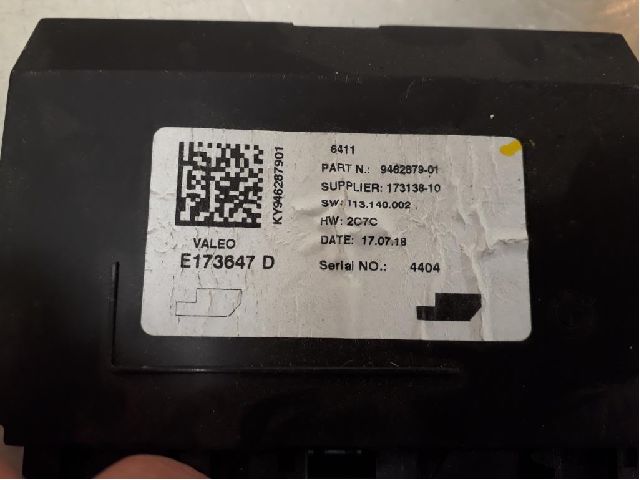 6411
PART N.: 9462879-01
SUPPLIER: 173138-10
SW: 113.140.002
HW: 2C7C
DATE: 17.07.18
Serial NO.: 4404
KY946287901
VALEO
E173647 D